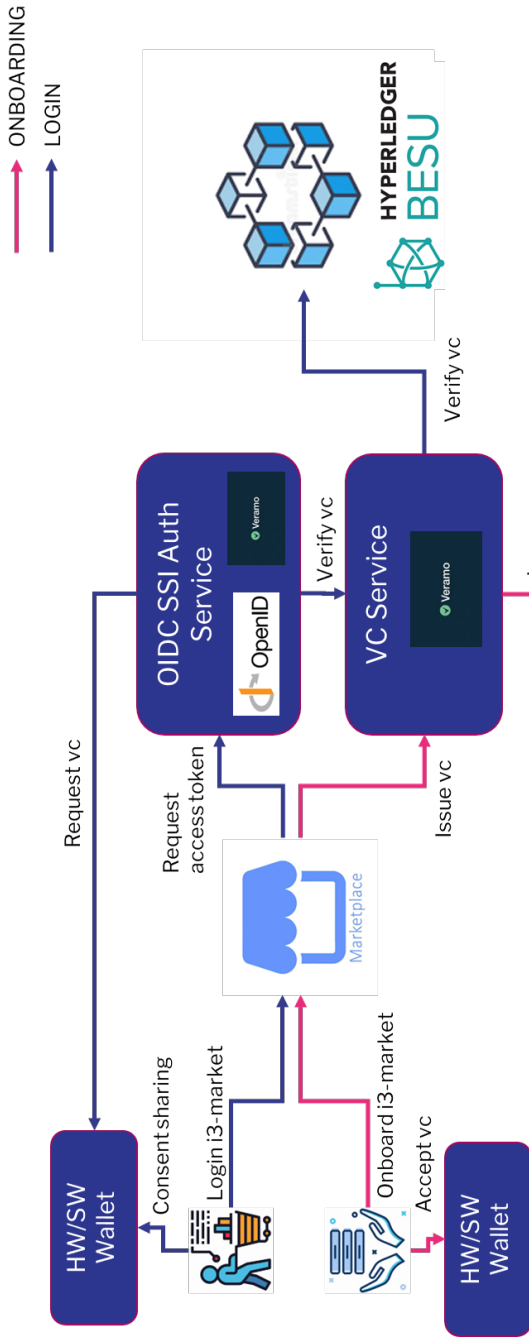 ONBOARDING
LOGIN
Request vc
HW/SW
Wallet
Consent sharing
Login i3-market
Request
access token
OIDC SSI Auth
Service
OpenID
Veramo
Verify vc
HYPERLEDGER
BESU
Marketplace
Onboard i3-market
Accept vc
HW/SW
Wallet
Issue vc
VC Service
Veramo
Verify vc